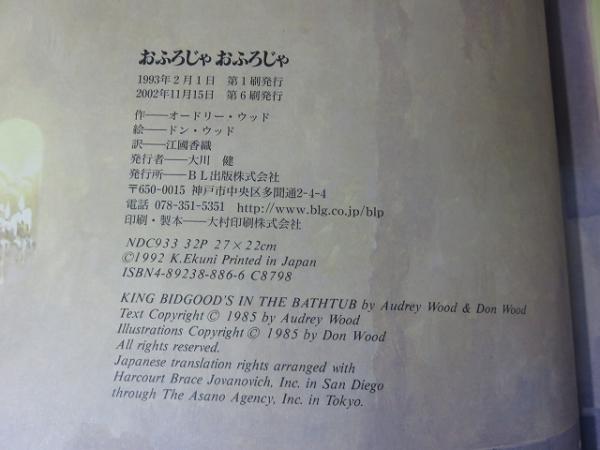 おふろじゃ おふろじゃ
1993年2月1日　第1刷発行
2002年11月15日　第6刷発行
作──オードリー・ウッド
絵──ドン・ウッド
訳──江國香織
発行者──大川　健
発行所──BL出版株式会社
〒650-0015 神戸市中央区多聞通2-4-4
電話 078-351-5351　http://www.blg.co.jp/blp
印刷・製本──大村印刷株式会社
NDC933 32P 27×22cm
©1992 K.Ekuni Printed in Japan
ISBN4-89238-886-6 C8798
KING BIDGOOD'S IN THE BATHTUB by Audrey Wood & Don Wood
Text Copyright © 1985 by Audrey Wood
Illustrations Copyright © 1985 by Don Wood
All rights reserved.
Japanese translation rights arranged with
Harcourt Brace Jovanovich, Inc. in San Diego
through The Asano Agency, Inc. in Tokyo.